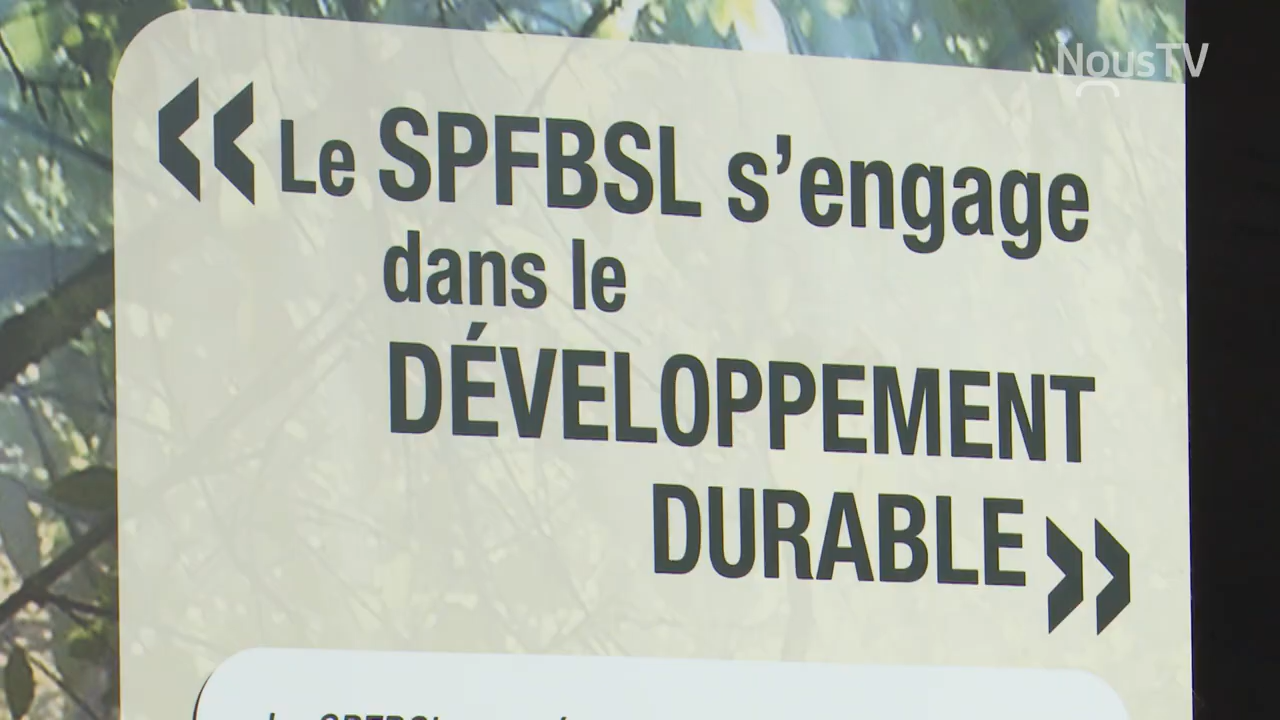 NousTV
« Le SPFBSL s'engage
dans le
DÉVELOPPEMENT
DURABLE »